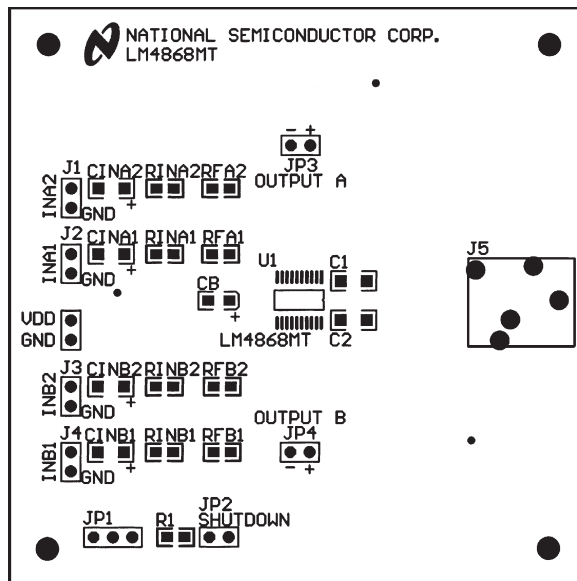 NATIONAL SEMICONDUCTOR CORP.
LM4868MT
- +
JP3
OUTPUT A
J1 CINA2 RINA2 RFA2
INA2
GND +
J2 CINA1 RINA1 RFA1
INA1
GND +
J5
U1 C1
CB
+
VDD
GND
LM4868MT C2
J3 CINB2 RINB2 RFB2
INB2
GND +
OUTPUT B
J4 CINB1 RINB1 RFB1 JP4
INB1
GND + - +
JP1 R1 JP2
SHUTDOWN